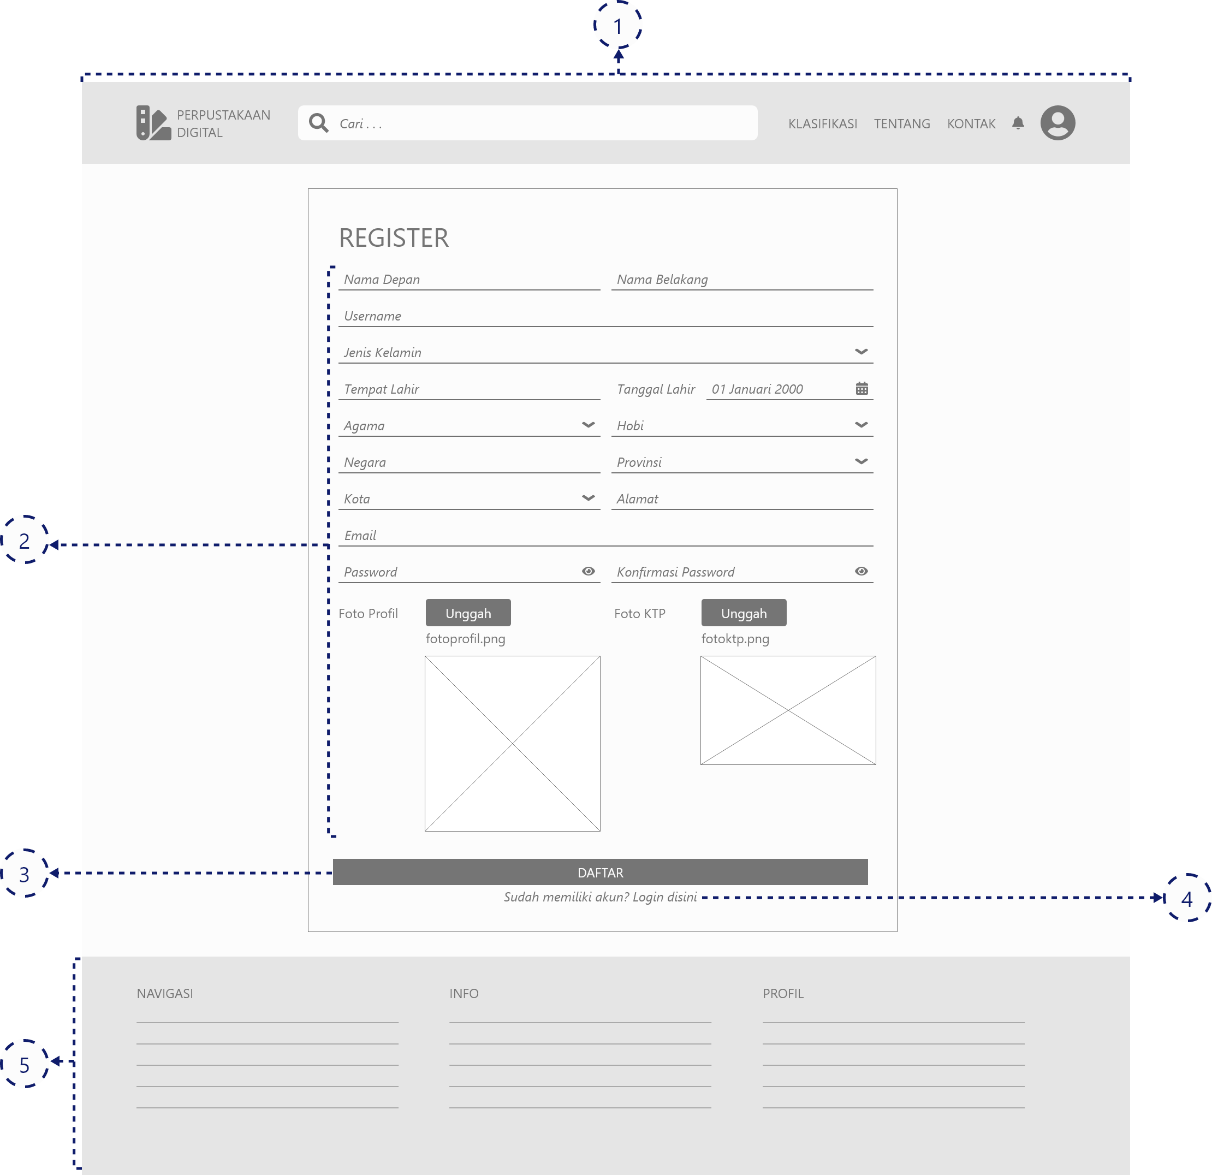 1
PERPUSTAKAAN
DIGITAL
Cari . . .
KLASIFIKASI TENTANG KONTAK
REGISTER
Nama Depan Nama Belakang
Username
Jenis Kelamin
Tempat Lahir Tanggal Lahir 01 Januari 2000
Agama Hobi
Negara Provinsi
Kota Alamat
2
Email
Password Konfirmasi Password
Foto Profil Unggah Foto KTP Unggah
fotoprofil.png fotoktp.png
3
DAFTAR
Sudah memiliki akun? Login disini
4
NAVIGASI INFO PROFIL
5